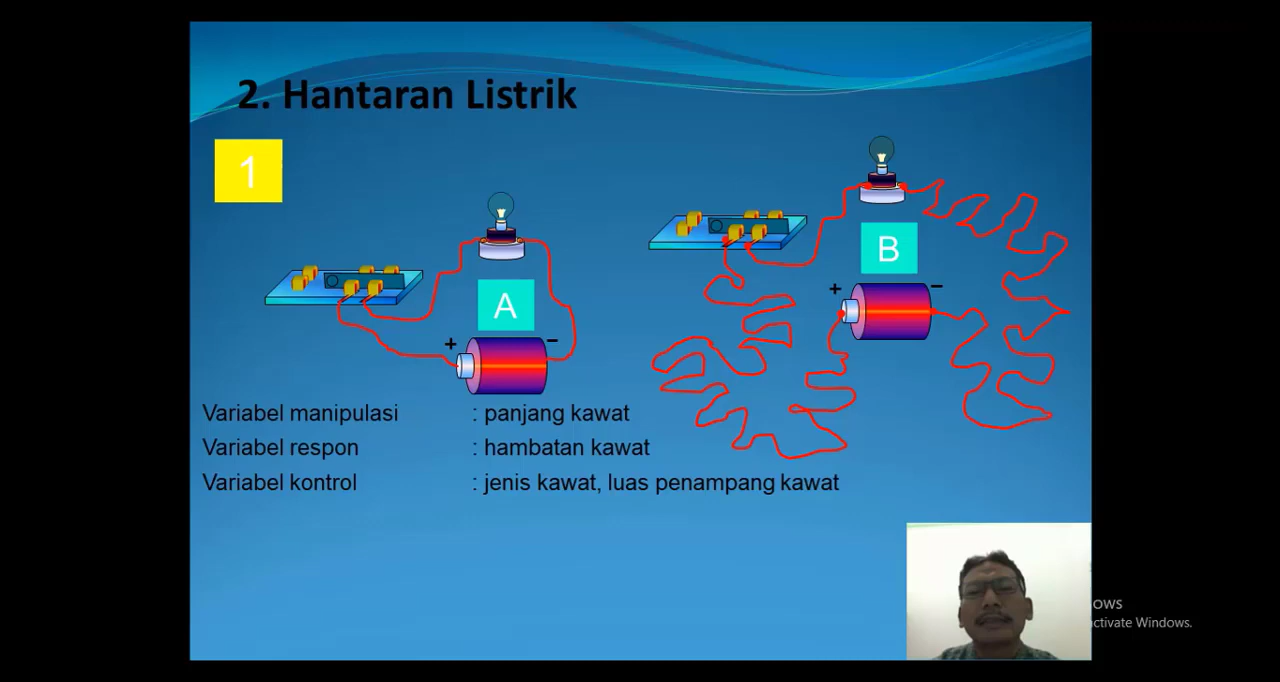 2. Hantaran Listrik
1
A
B
+
−
+
−
Variabel manipulasi : panjang kawat
Variabel respon : hambatan kawat
Variabel kontrol : jenis kawat, luas penampang kawat
ows
ctivate Windows.